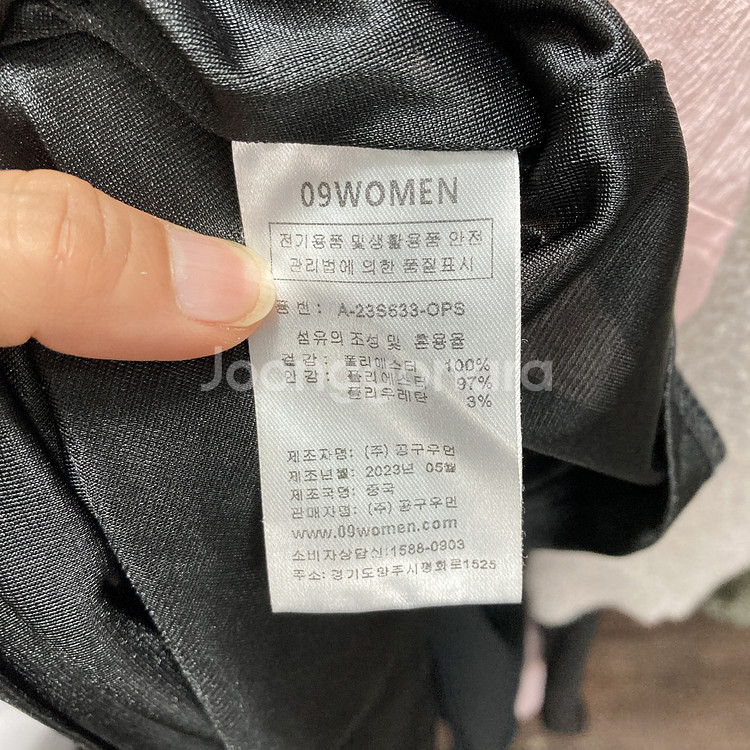 09WOMEN
전기용품 및생활용품 안전
관리법에 의한 품질표시
품 번 : A-23S633-OPS
섬유의 조성 및 혼용율
겉 감 : 폴리에스터 100%
안 감 : 폴리에스터 97%
폴리우레탄 3%
제조자명: (주) 공구우먼
제조년월: 2023년 05월
제조국명: 중국
판매자명: (주) 공구우먼
www.09women.com
소비자상담실:1588-0903
주소: 경기도양주시평화로1525